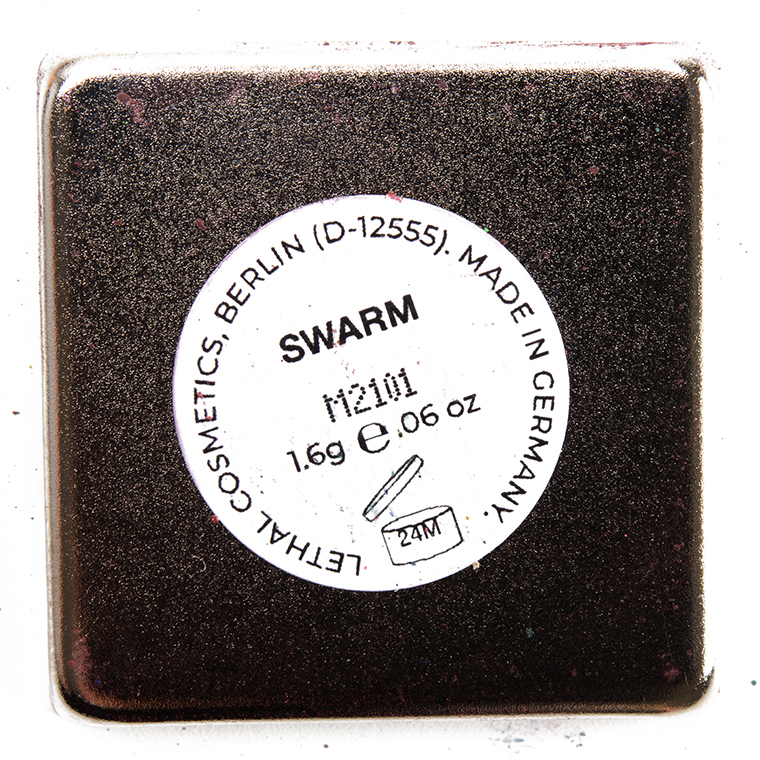 LETHAL COSMETICS, BERLIN (D-12555). MADE IN GERMANY.
SWARM
M2101
1.6g ℮ .06 oz
24M